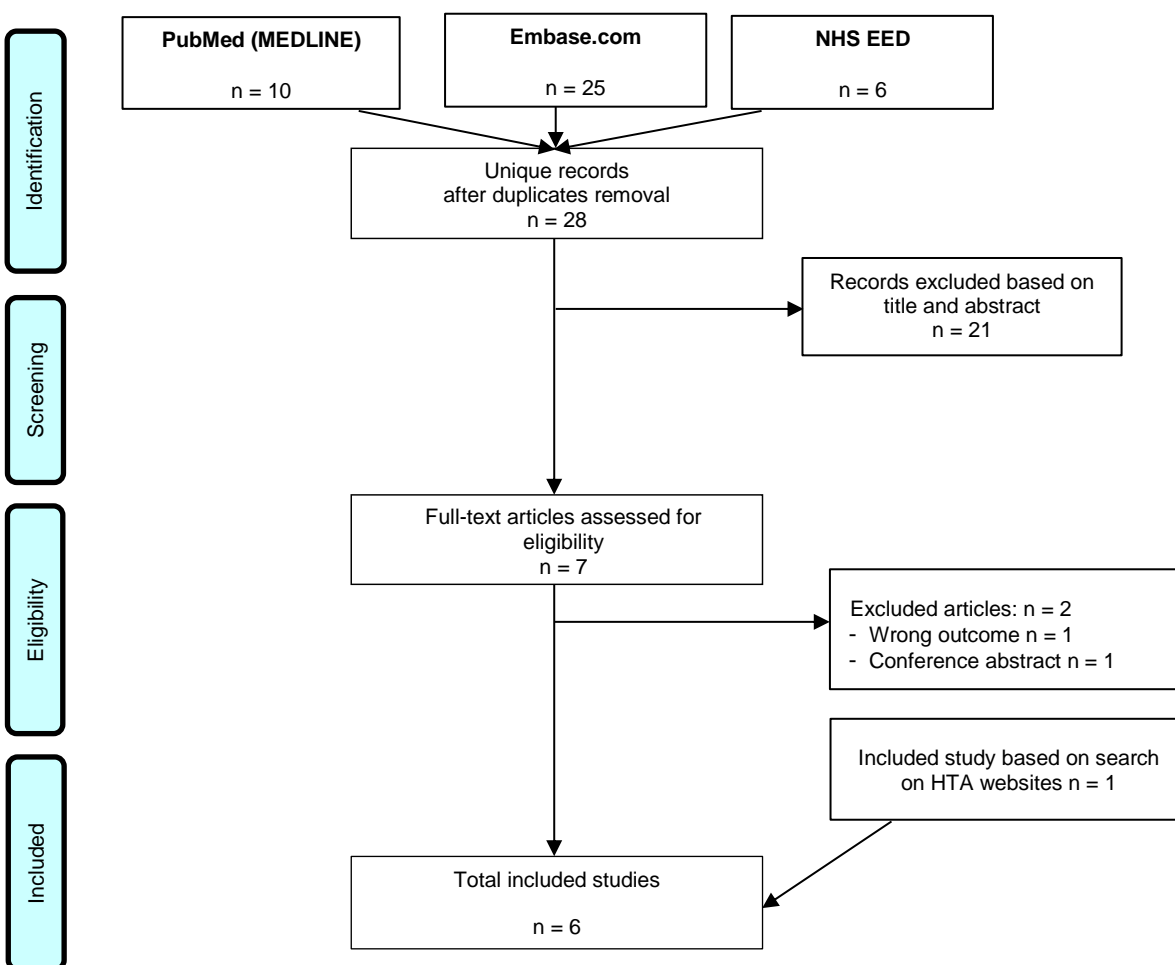 PubMed (MEDLINE)
n = 10
Embase.com
n = 25
NHS EED
n = 6
Identification
Unique records
after duplicates removal
n = 28
Records excluded based on
title and abstract
n = 21
Screening
Full-text articles assessed for
eligibility
n = 7
Eligibility
Excluded articles: n = 2
- Wrong outcome n = 1
- Conference abstract n = 1
Included study based on search
on HTA websites n = 1
Included
Total included studies
n = 6